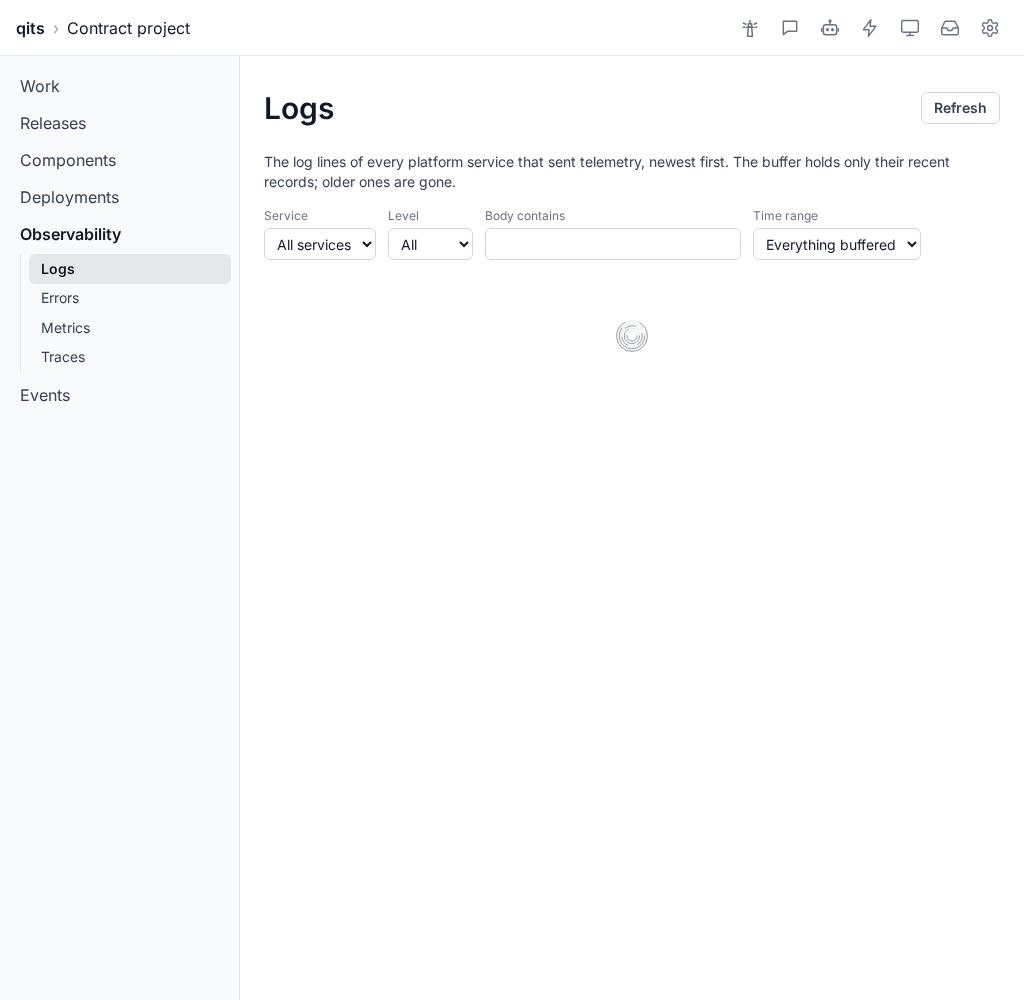 qits › Contract project
Work
Releases
Components
Deployments
Observability
Logs
Errors
Metrics
Traces
Events
Logs
Refresh
The log lines of every platform service that sent telemetry, newest first. The buffer holds only their recent
records; older ones are gone.
Service Level Body contains Time range
All services All Everything buffered